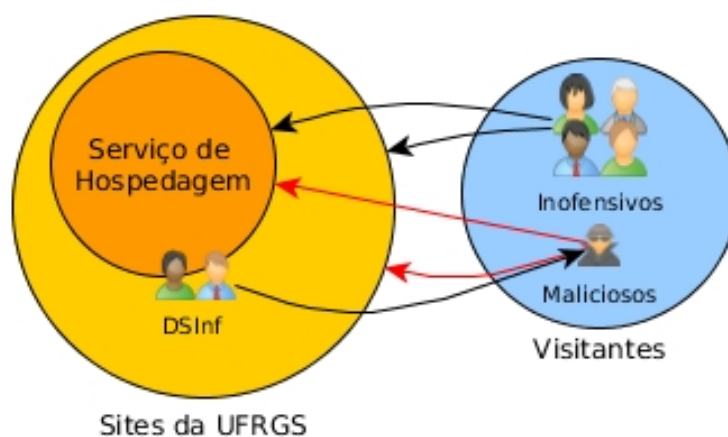 Serviço de
Hospedagem
DSInf
Sites da UFRGS
Inofensivos
Maliciosos
Visitantes